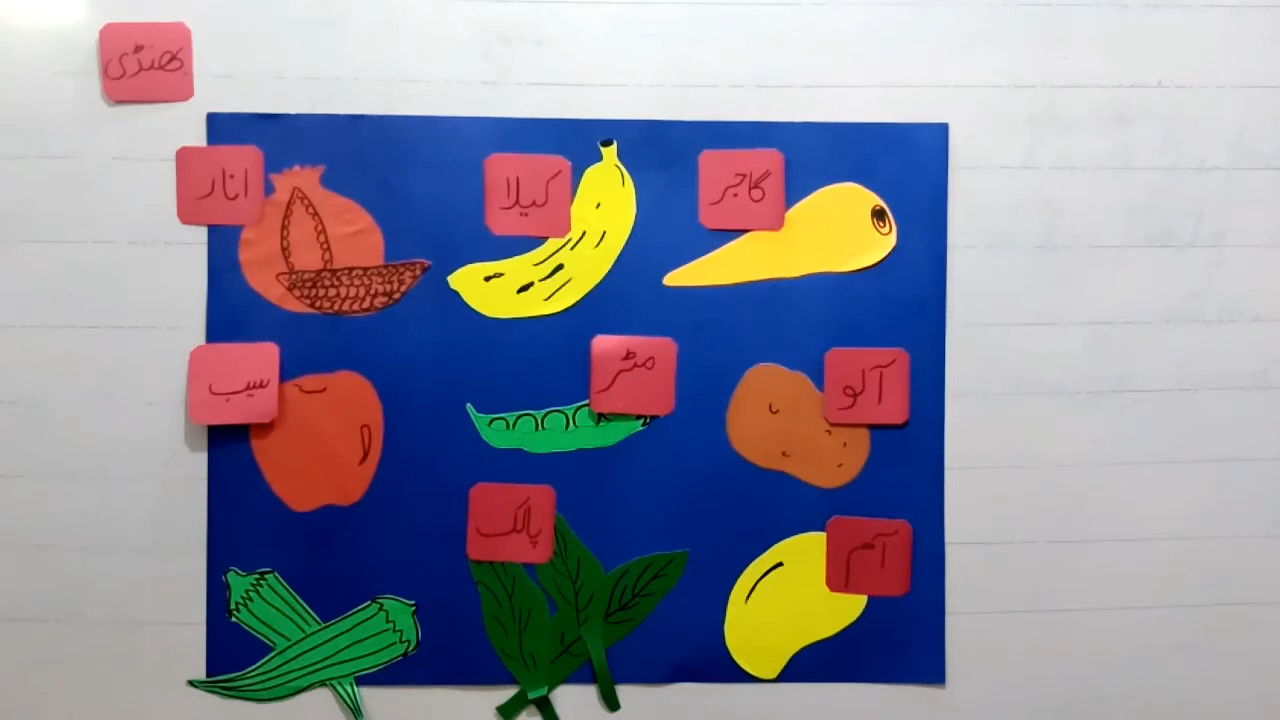 بھنڈی
گاجر
کیلا
انار
آلو
مٹر
سیب
آم
پالک